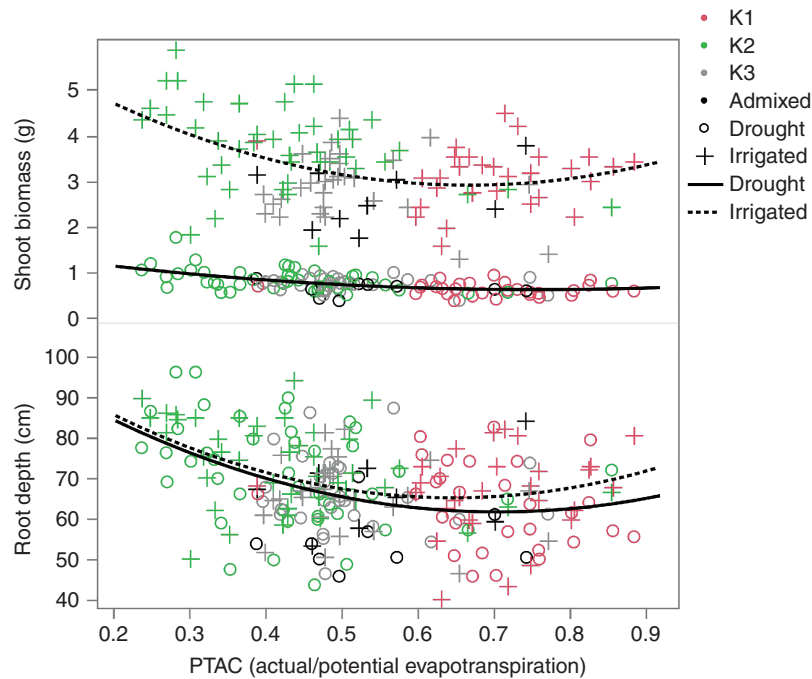 K1
K2
K3
Admixed
Drought
Irrigated
Drought
Irrigated
Shoot biomass (g)
5
4
3
2
1
0
Root depth (cm)
100
90
80
70
60
50
40
0.2 0.3 0.4 0.5 0.6 0.7 0.8 0.9
PTAC (actual/potential evapotranspiration)